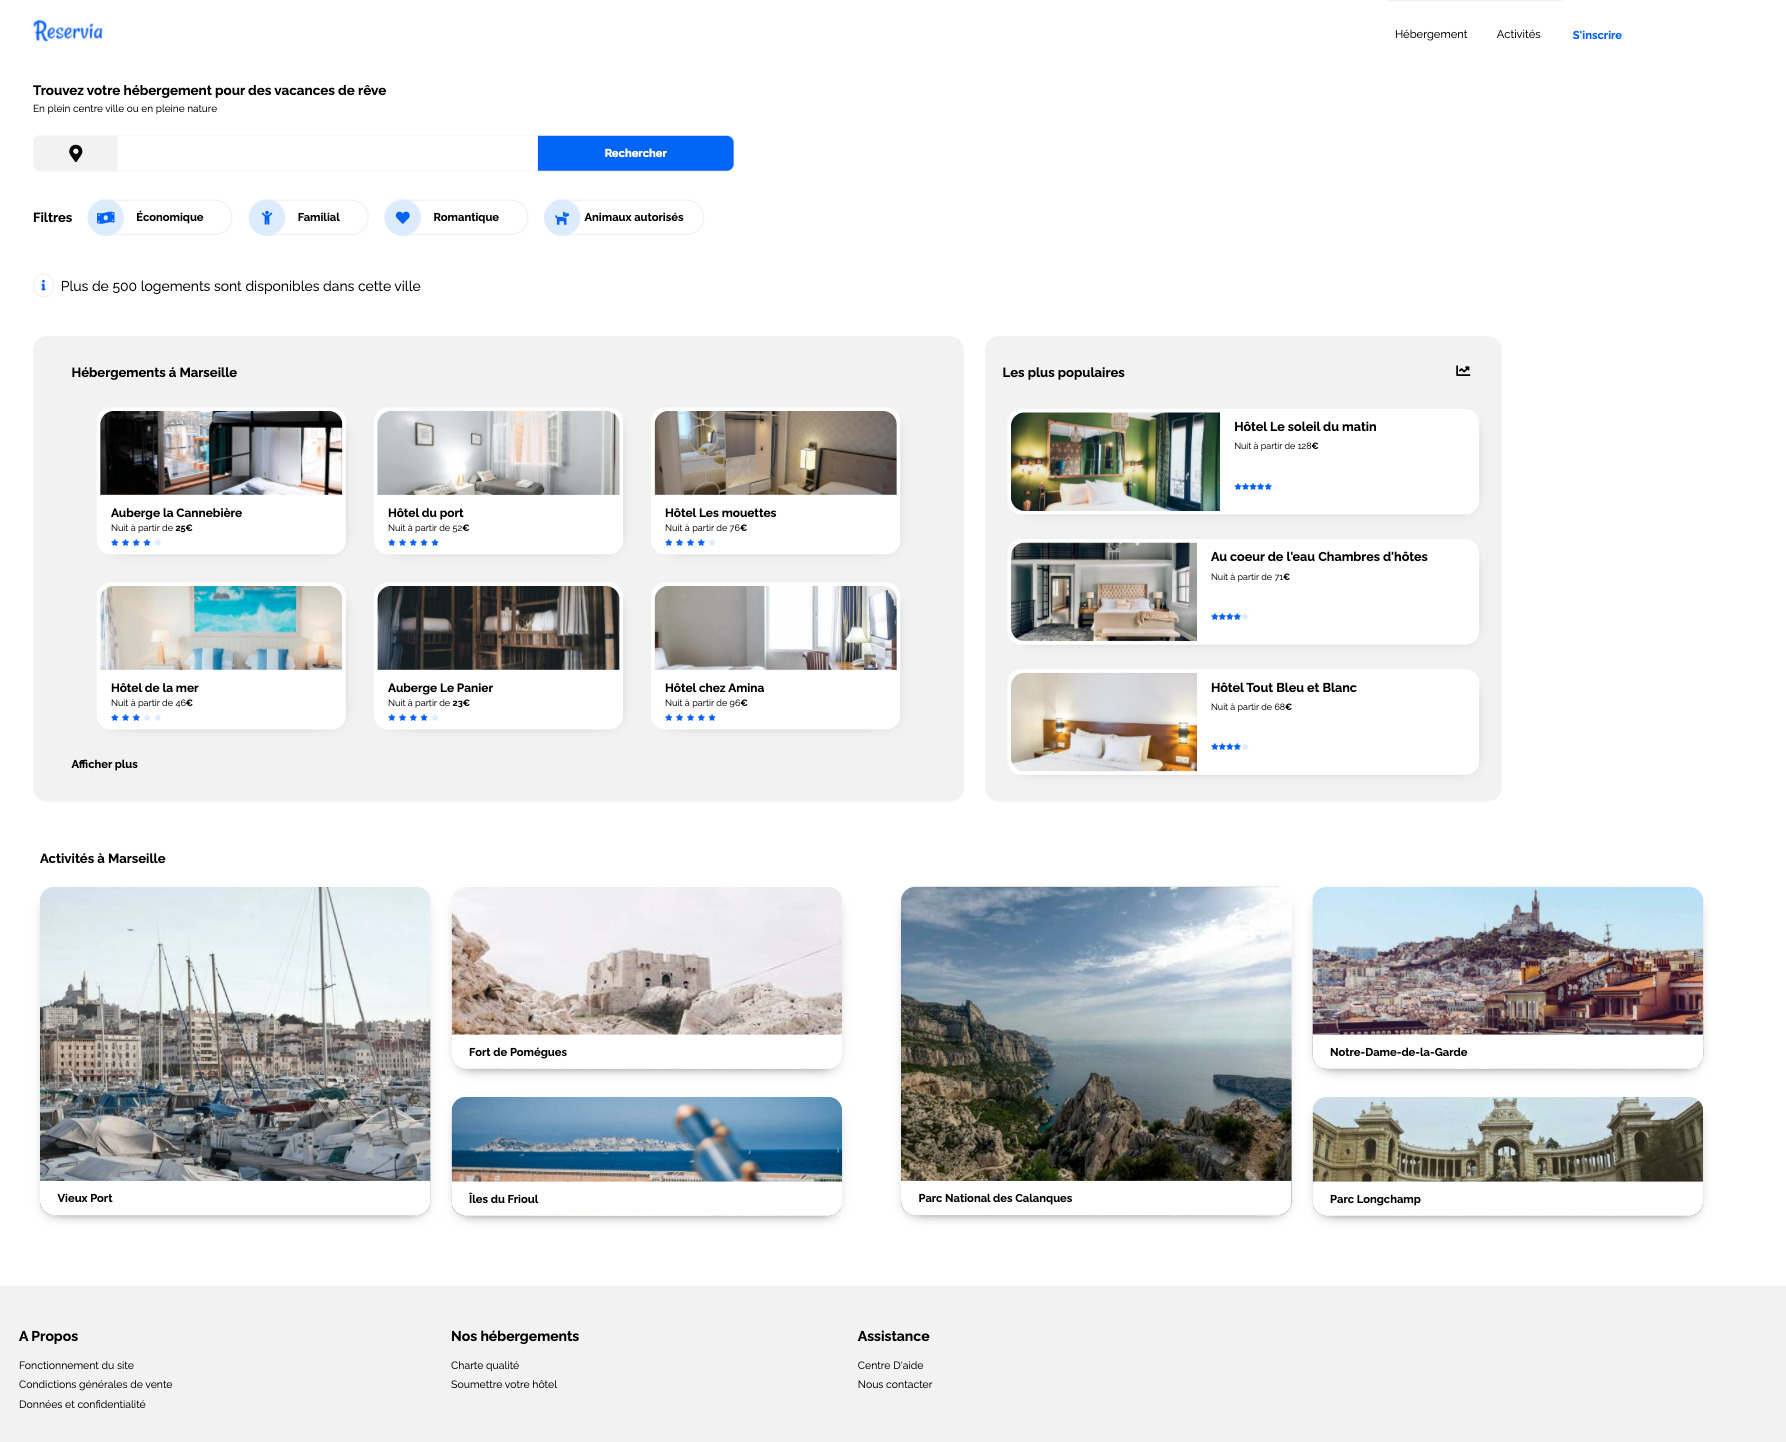 Reservia
Hébergement
Activités
S'inscrire
Trouvez votre hébergement pour des vacances de rêve
En plein centre ville ou en pleine nature
Rechercher
Filtres
Économique
Familial
Romantique
Animaux autorisés
Plus de 500 logements sont disponibles dans cette ville
Hébergements á Marseille
Auberge la Cannebière
Nuit à partir de 25€
Hôtel du port
Nuit à partir de 52€
Hôtel Les mouettes
Nuit à partir de 76€
Hôtel de la mer
Nuit à partir de 46€
Auberge Le Panier
Nuit à partir de 23€
Hôtel chez Amina
Nuit à partir de 96€
Afficher plus
Les plus populaires
Hôtel Le soleil du matin
Nuit à partir de 128€
Au coeur de l'eau Chambres d'hôtes
Nuit à partir de 71€
Hôtel Tout Bleu et Blanc
Nuit à partir de 68€
Activités à Marseille
Vieux Port
Fort de Pomégues
Îles du Frioul
Parc National des Calanques
Notre-Dame-de-la-Garde
Parc Longchamp
A Propos
Fonctionnement du site
Condictions générales de vente
Données et confidentialité
Nos hébergements
Charte qualité
Soumettre votre hôtel
Assistance
Centre D'aide
Nous contacter